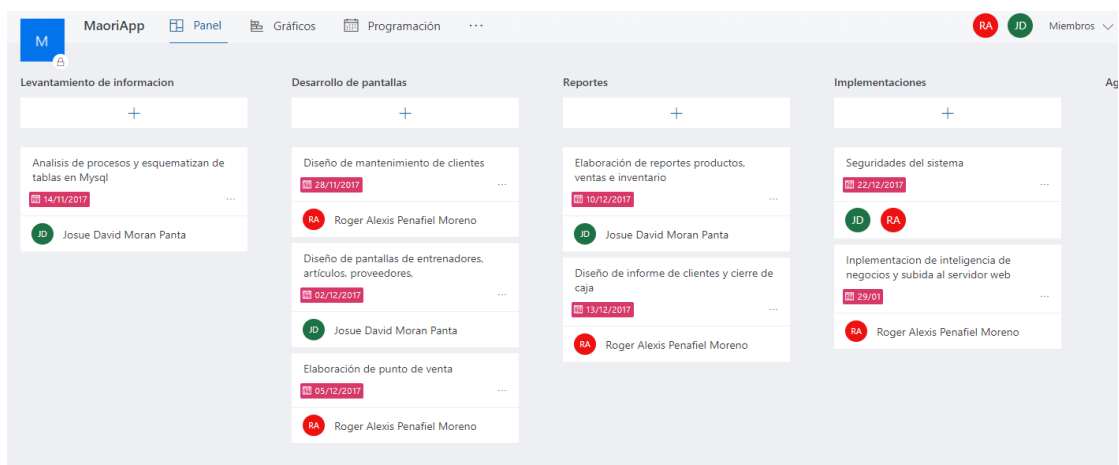 M
MaoriApp
Panel
Gráficos
Programación
...
RA
JD
Miembros
Levantamiento de informacion
+
Analisis de procesos y esquematizan de
tablas en Mysql
14/11/2017
...
JD Josue David Moran Panta
Desarrollo de pantallas
+
Diseño de mantenimiento de clientes
28/11/2017
...
RA Roger Alexis Penafiel Moreno
Diseño de pantallas de entrenadores,
artículos, proveedores,
02/12/2017
...
JD Josue David Moran Panta
Elaboración de punto de venta
05/12/2017
...
RA Roger Alexis Penafiel Moreno
Reportes
+
Elaboración de reportes productos,
ventas e inventario
10/12/2017
...
JD Josue David Moran Panta
Diseño de informe de clientes y cierre de
caja
13/12/2017
...
RA Roger Alexis Penafiel Moreno
Implementaciones
+
Seguridades del sistema
22/12/2017
...
JD RA
Inplementacion de inteligencia de
negocios y subida al servidor web
29/01
...
RA Roger Alexis Penafiel Moreno
Ag